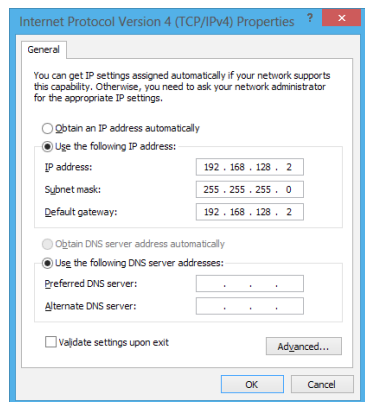 Internet Protocol Version 4 (TCP/IPv4) Properties ? ×
General
You can get IP settings assigned automatically if your network supports
this capability. Otherwise, you need to ask your network administrator
for the appropriate IP settings.
Obtain an IP address automatically
Use the following IP address:
IP address: 192 . 168 . 128 . 2
Subnet mask: 255 . 255 . 255 . 0
Default gateway: 192 . 168 . 128 . 2
Obtain DNS server address automatically
Use the following DNS server addresses:
Preferred DNS server: . . .
Alternate DNS server: . . .
Validate settings upon exit
Advanced...
OK Cancel